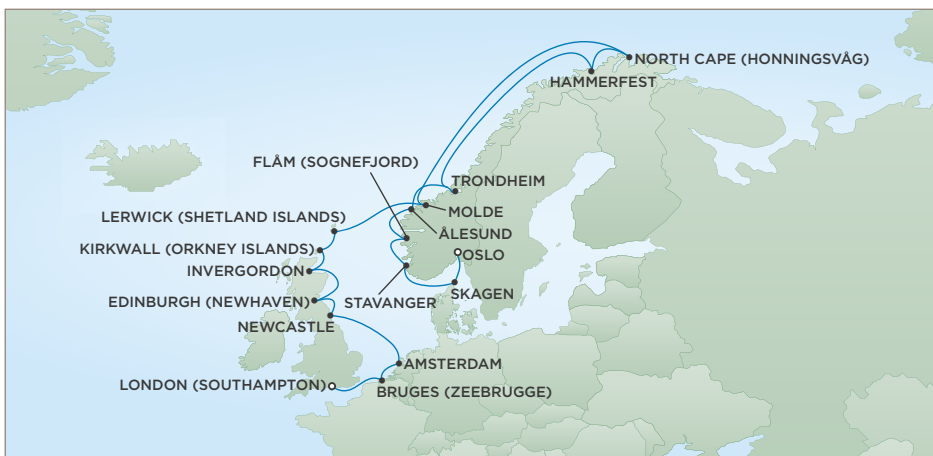 NORTH CAPE (HONNINGSVÅG)
HAMMERFEST
FLÅM (SOGNEFJORD)
TRONDHEIM
MOLDE
LERWICK (SHETLAND ISLANDS)
ÅLESUND
KIRKWALL (ORKNEY ISLANDS)
OSLO
INVERGORDON
SKAGEN
EDINBURGH (NEWHAVEN)
STAVANGER
NEWCASTLE
AMSTERDAM
LONDON (SOUTHAMPTON)
BRUGES (ZEEBRUGGE)